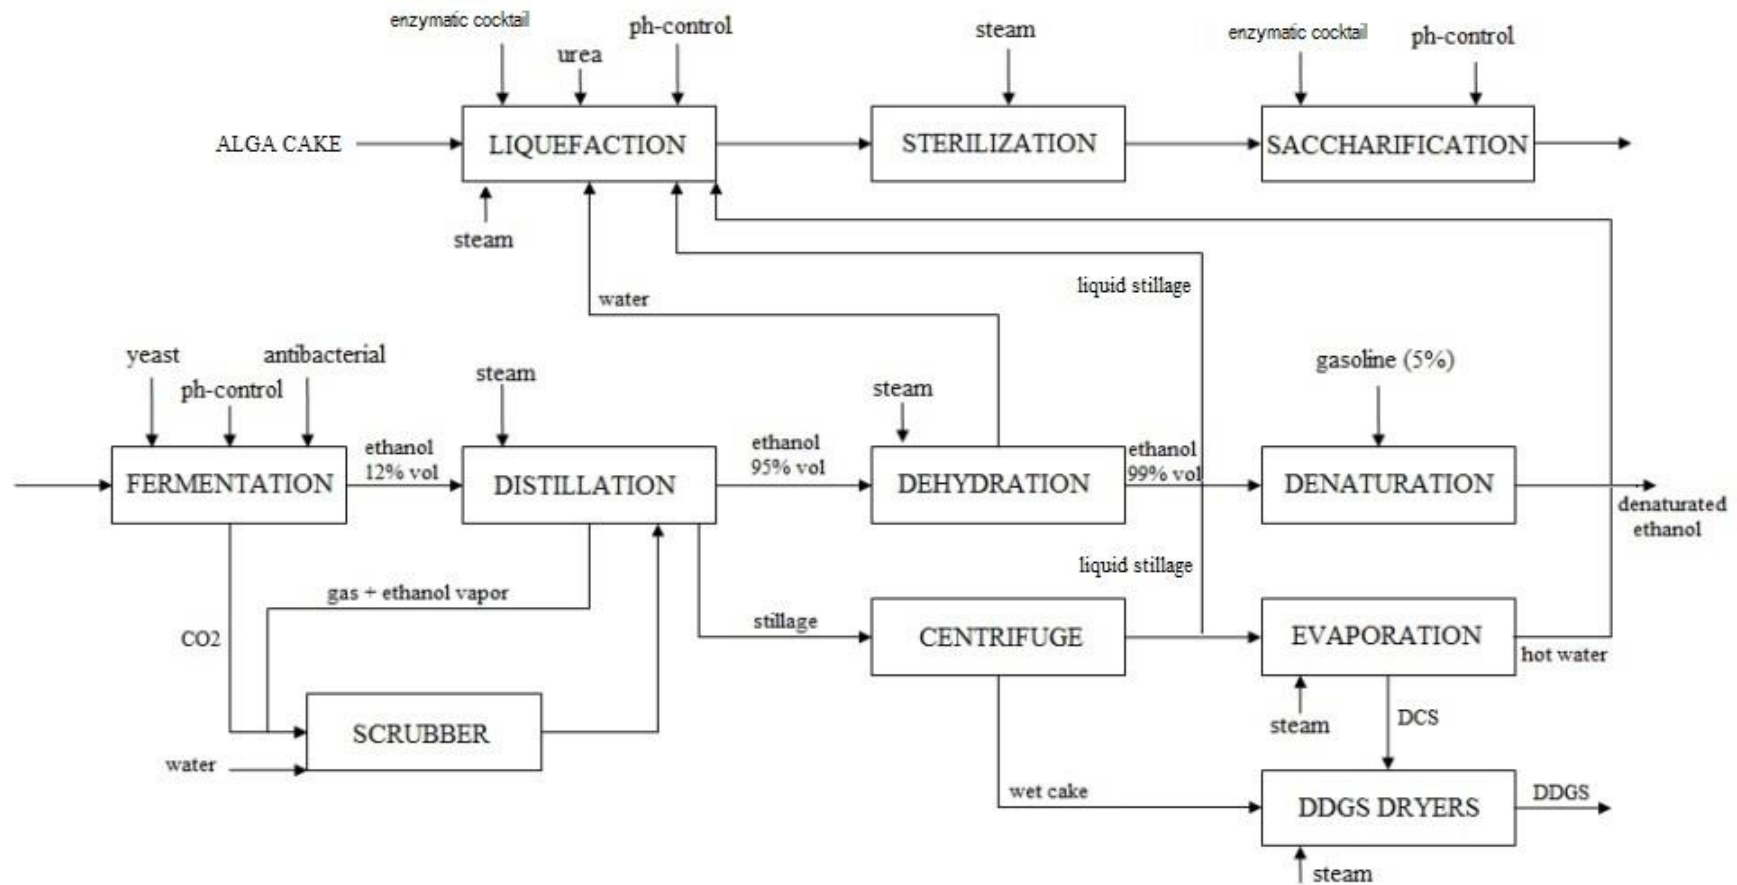 enzymatic cocktail
urea
ph-control
steam
enzymatic cocktail
ph-control
ALGA CAKE
LIQUEFACTION
STERILIZATION
SACCHARIFICATION
steam
water
liquid stillage
yeast
ph-control
antibacterial
steam
steam
gasoline (5%)
FERMENTATION
ethanol
12% vol
DISTILLATION
ethanol
95% vol
DEHYDRATION
ethanol
99% vol
DENATURATION
denaturated
ethanol
gas + ethanol vapor
CO2
stillage
CENTRIFUGE
liquid stillage
EVAPORATION
hot water
steam
DCS
SCRUBBER
water
wet cake
DDGS DRYERS
DDGS
steam